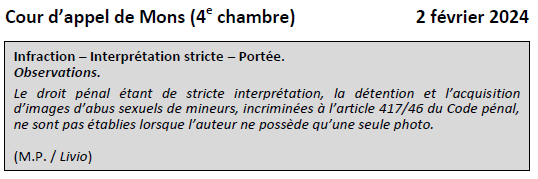 Cour d’appel de Mons (4e chambre) 2 février 2024
Infraction – Interprétation stricte – Portée.
Observations.
Le droit pénal étant de stricte interprétation, la détention et l’acquisition
d’images d’abus sexuels de mineurs, incriminées à l’article 417/46 du Code pénal,
ne sont pas établies lorsque l’auteur ne possède qu’une seule photo.
(M.P. / Livio)